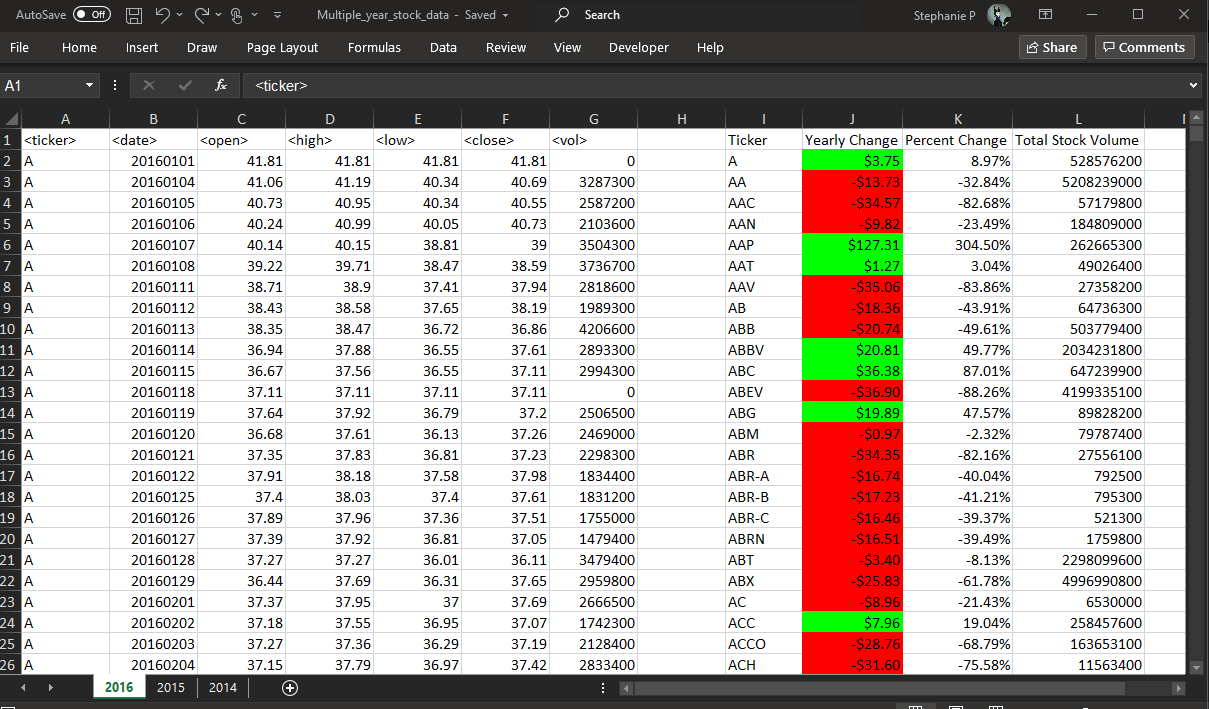 AutoSave Off Multiple_year_stock_data - Saved Search Stephanie P
File Home Insert Draw Page Layout Formulas Data Review View Developer Help Share Comments
A1 fx <ticker>
A B C D E F G H I J K L
1 <ticker> <date> <open> <high> <low> <close> <vol> Ticker Yearly Change Percent Change Total Stock Volume
2 A 20160101 41.81 41.81 41.81 41.81 0 A $3.75 8.97% 528576200
3 A 20160104 41.06 41.19 40.34 40.69 3287300 AA -$13.73 -32.84% 5208239000
4 A 20160105 40.73 40.95 40.34 40.55 2587200 AAC -$34.57 -82.68% 57179800
5 A 20160106 40.24 40.99 40.05 40.73 2103600 AAN -$9.82 -23.49% 184809000
6 A 20160107 40.14 40.15 38.81 39 3504300 AAP $127.31 304.50% 262665300
7 A 20160108 39.22 39.71 38.47 38.59 3736700 AAT $1.27 3.04% 49026400
8 A 20160111 38.71 38.9 37.41 37.94 2818600 AAV -$35.06 -83.86% 27358200
9 A 20160112 38.43 38.58 37.65 38.19 1989300 AB -$18.36 -43.91% 64736300
10 A 20160113 38.35 38.47 36.72 36.86 4206600 ABB -$20.74 -49.61% 503779400
11 A 20160114 36.94 37.88 36.55 37.61 2893300 ABBV $20.81 49.77% 2034231800
12 A 20160115 36.67 37.56 36.55 37.11 2994300 ABC $36.38 87.01% 647239900
13 A 20160118 37.11 37.11 37.11 37.11 0 ABEV -$36.90 -88.26% 4199335100
14 A 20160119 37.64 37.92 36.79 37.2 2506500 ABG $19.89 47.57% 89828200
15 A 20160120 36.68 37.61 36.13 37.26 2469000 ABM -$0.97 -2.32% 79787400
16 A 20160121 37.35 37.83 36.81 37.23 2298300 ABR -$34.35 -82.16% 27556100
17 A 20160122 37.91 38.18 37.58 37.98 1834400 ABR-A -$16.74 -40.04% 792500
18 A 20160125 37.4 38.03 37.4 37.61 1831200 ABR-B -$17.23 -41.21% 795300
19 A 20160126 37.89 37.96 37.36 37.51 1755000 ABR-C -$16.46 -39.37% 521300
20 A 20160127 37.39 37.92 36.81 37.05 1479400 ABRN -$16.51 -39.49% 1759800
21 A 20160128 37.27 37.27 36.01 36.11 3479400 ABT -$3.40 -8.13% 2298099600
22 A 20160129 36.44 37.69 36.31 37.65 2959800 ABX -$25.83 -61.78% 4996990800
23 A 20160201 37.37 37.95 37 37.69 2666500 AC -$8.96 -21.43% 6530000
24 A 20160202 37.18 37.55 36.95 37.07 1742300 ACC $7.96 19.04% 258457600
25 A 20160203 37.27 37.36 36.29 37.19 2128400 ACCO -$28.76 -68.79% 163653100
26 A 20160204 37.15 37.79 36.97 37.42 2833400 ACH -$31.60 -75.58% 11563400
2016 2015 2014